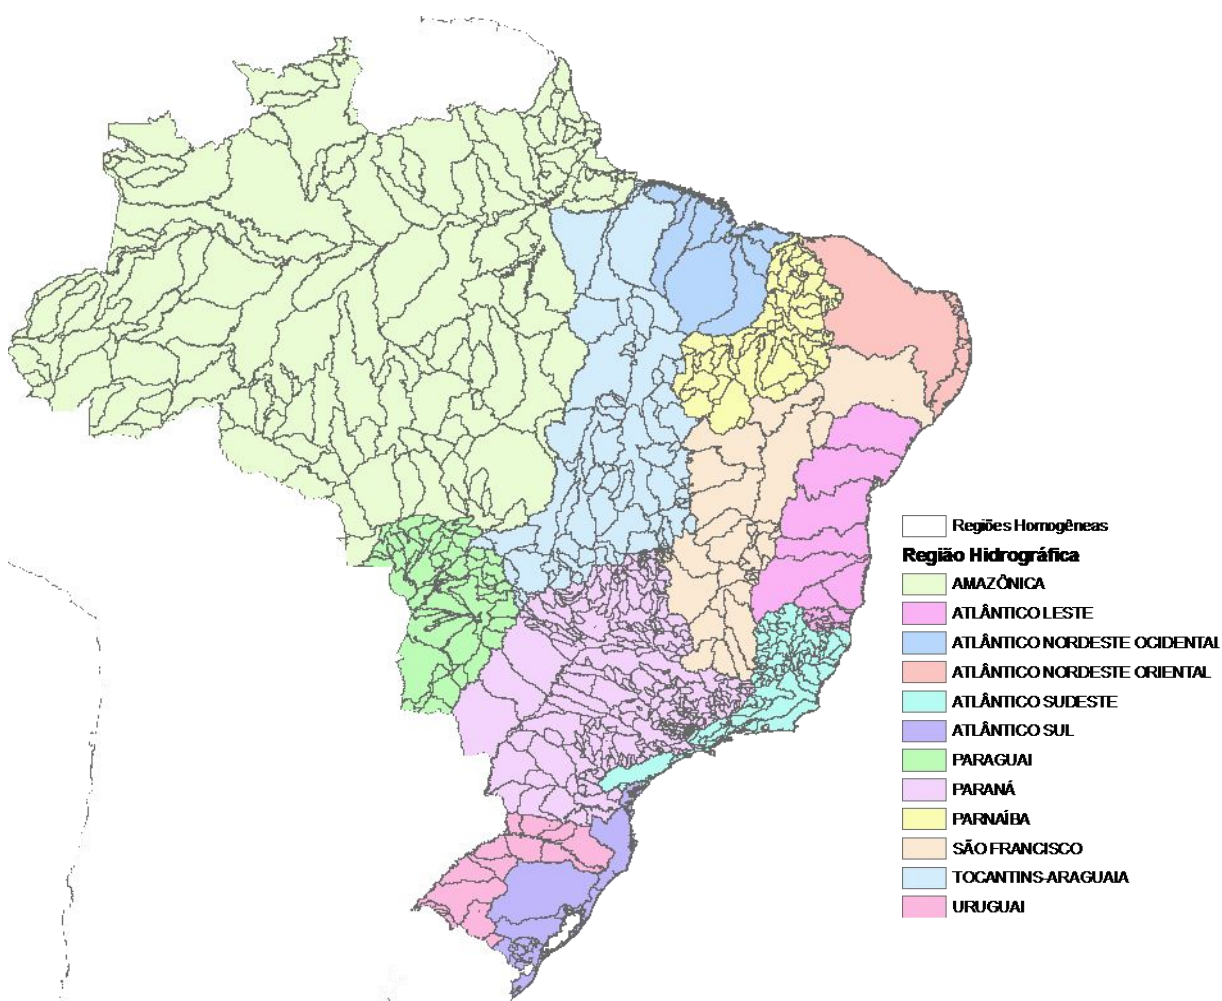 Regiões Homogêneas
Região Hidrográfica
AMAZÔNICA
ATLÂNTICO LESTE
ATLÂNTICO NORDESTE OCIDENTAL
ATLÂNTICO NORDESTE ORIENTAL
ATLÂNTICO SUDESTE
ATLÂNTICO SUL
PARAGUAI
PARANÁ
PARNAÍBA
SÃO FRANCISCO
TOCANTINS-ARAGUAIA
URUGUAI